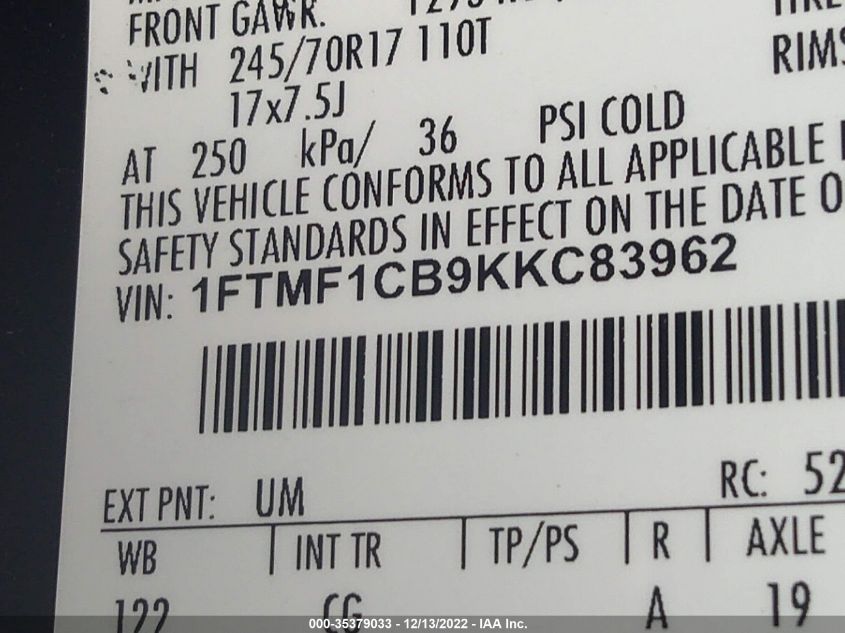 FRONT GAWR:
RIMS
WITH 245/70R17 110T
17x7.5J
AT 250 kPa/ 36 PSI COLD
THIS VEHICLE CONFORMS TO ALL APPLICABLE
SAFETY STANDARDS IN EFFECT ON THE DATE O
VIN: 1FTMF1CB9KKC83962
EXT PNT: UM RC: 52
WB INT TR TP/PS R AXLE
122 CG A 19
000-35379033 - 12/13/2022 - IAA Inc.